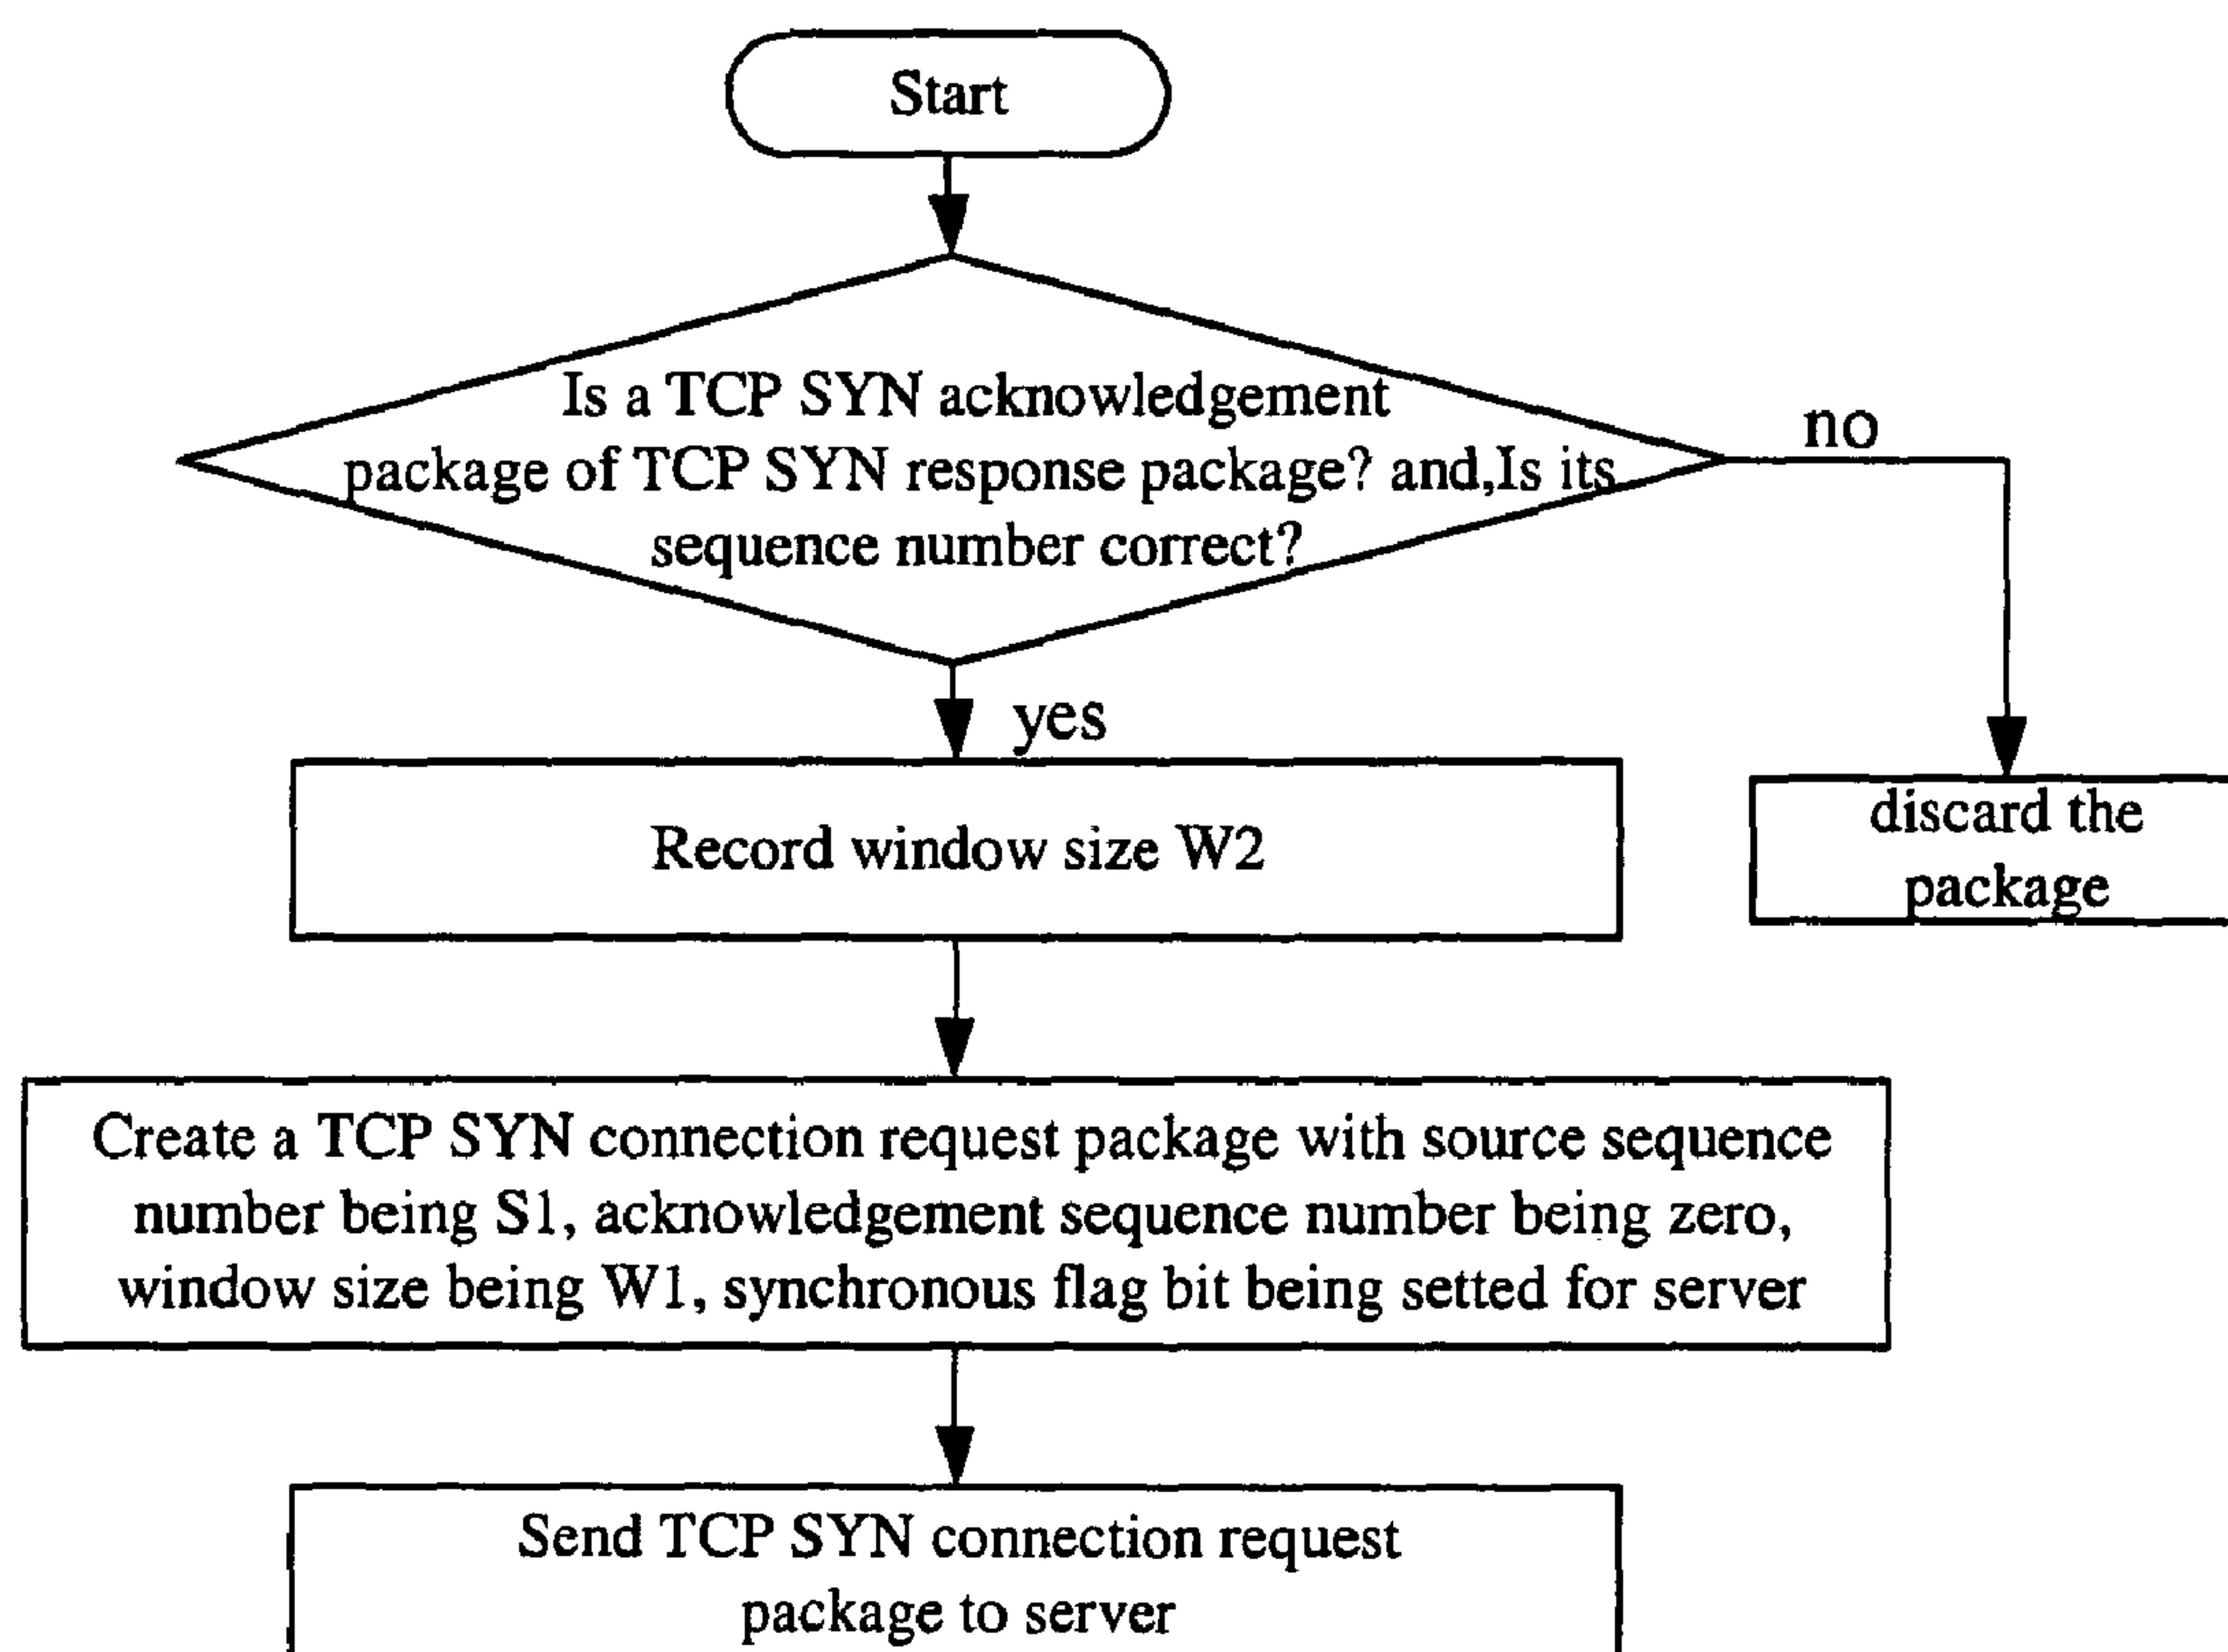 Start
Is a TCP SYN acknowledgement
package of TCP SYN response package? and,Is its
sequence number correct?
no
yes
Record window size W2
discard the
package
Create a TCP SYN connection request package with source sequence
number being S1, acknowledgement sequence number being zero,
window size being W1, synchronous flag bit being setted for server
Send TCP SYN connection request
package to server